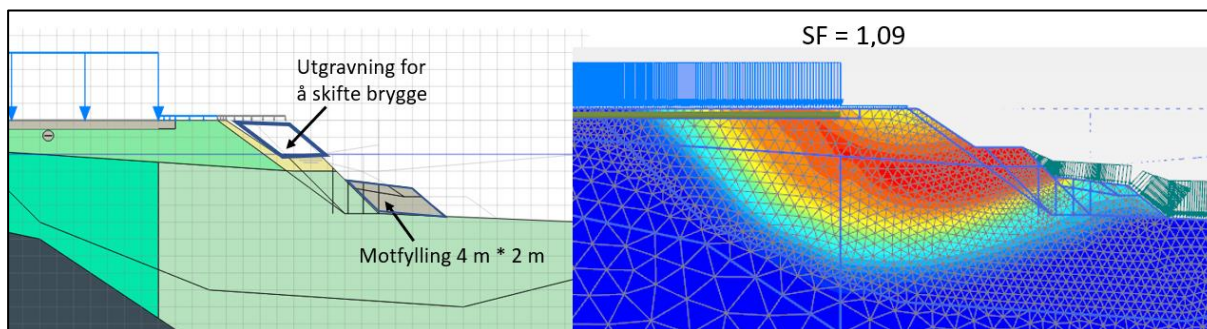 Utgravning for
å skifte brygge
Motfylling 4 m * 2 m
SF = 1,09